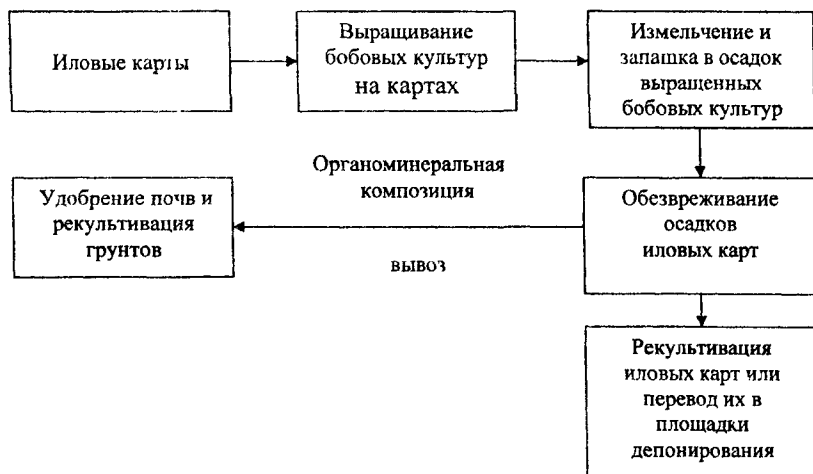 Иловые карты
Выращивание
бобовых культур
на картах
Измельчение и
запашка в осадок
выращенных
бобовых культур
Органоминеральная
композиция
Удобрение почв и
рекультивация
грунтов
Обезвреживание
осадков
иловых карт
вывоз
Рекультивация
иловых карт или
перевод их в
площадки
депонирования